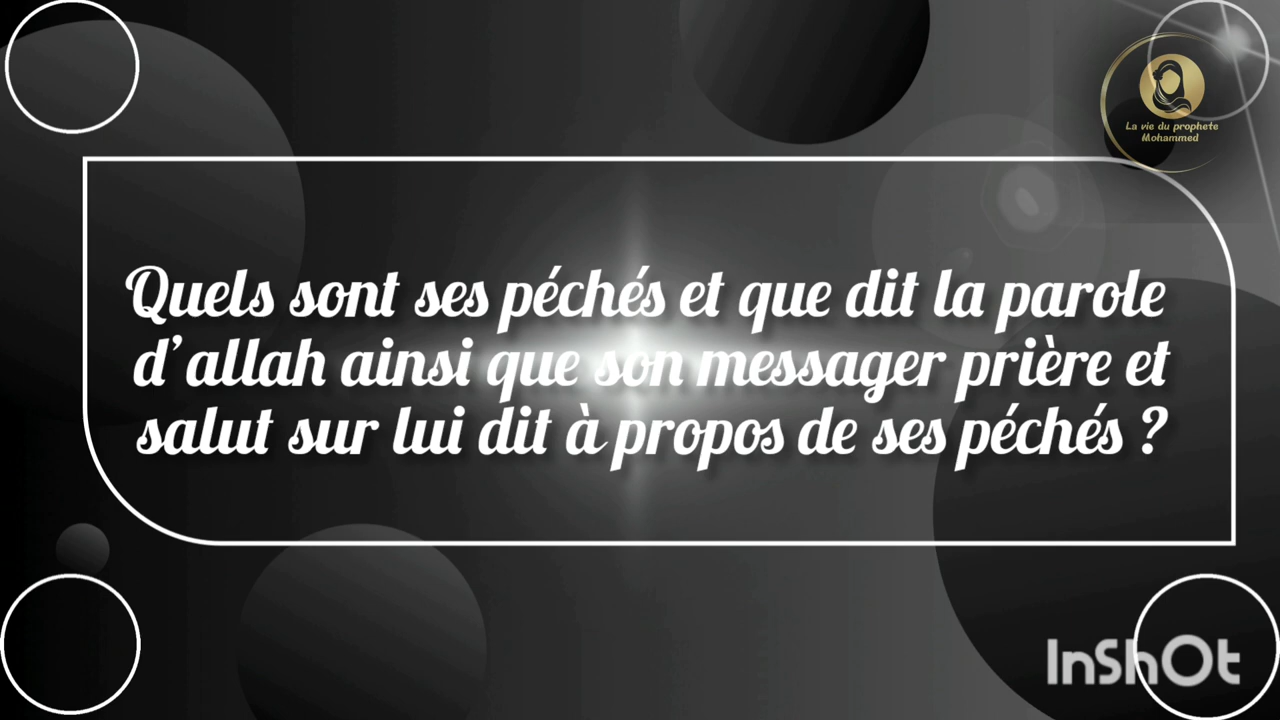 La vie du prophete
Mohammed
Quels sont ses péchés et que dit la parole
d'allah ainsi que son messager prière et
salut sur lui dit à propos de ses péchés ?
InShOt